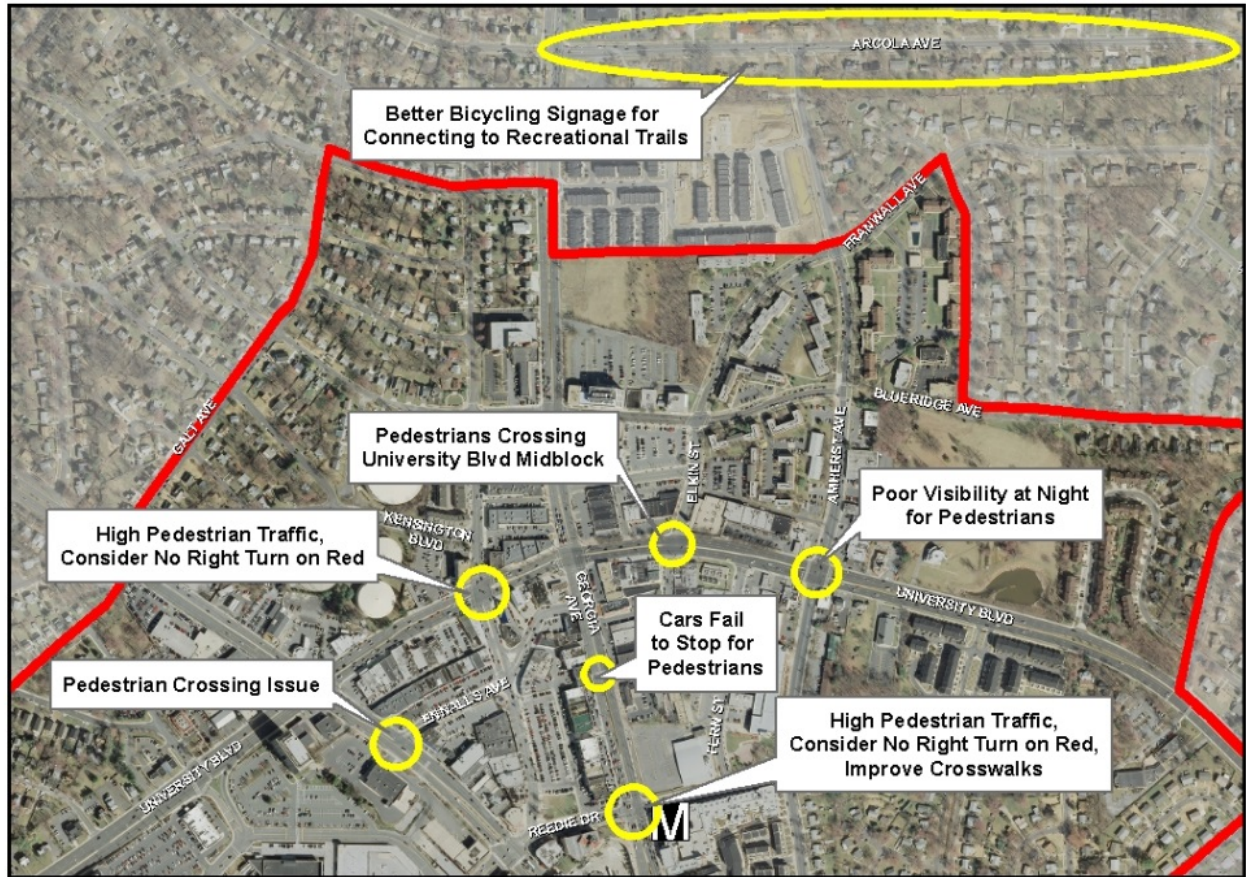 ARCOLA AVE
Better Bicycling Signage for
Connecting to Recreational Trails
FRANWALL AVE
GALT AVE
BLUERIDGE AVE
Pedestrians Crossing
University Blvd Midblock
ELKIN ST
AMHERST AVE
Poor Visibility at Night
for Pedestrians
KENSINGTON
BLVD
High Pedestrian Traffic,
Consider No Right Turn on Red
GEORGIA
AVE
UNIVERSITY BLVD
Cars Fail
to Stop for
Pedestrians
Pedestrian Crossing Issue
ENNALLS AVE
FERN ST
High Pedestrian Traffic,
Consider No Right Turn on Red,
Improve Crosswalks
UNIVERSITY BLVD
REEDIE DR
M